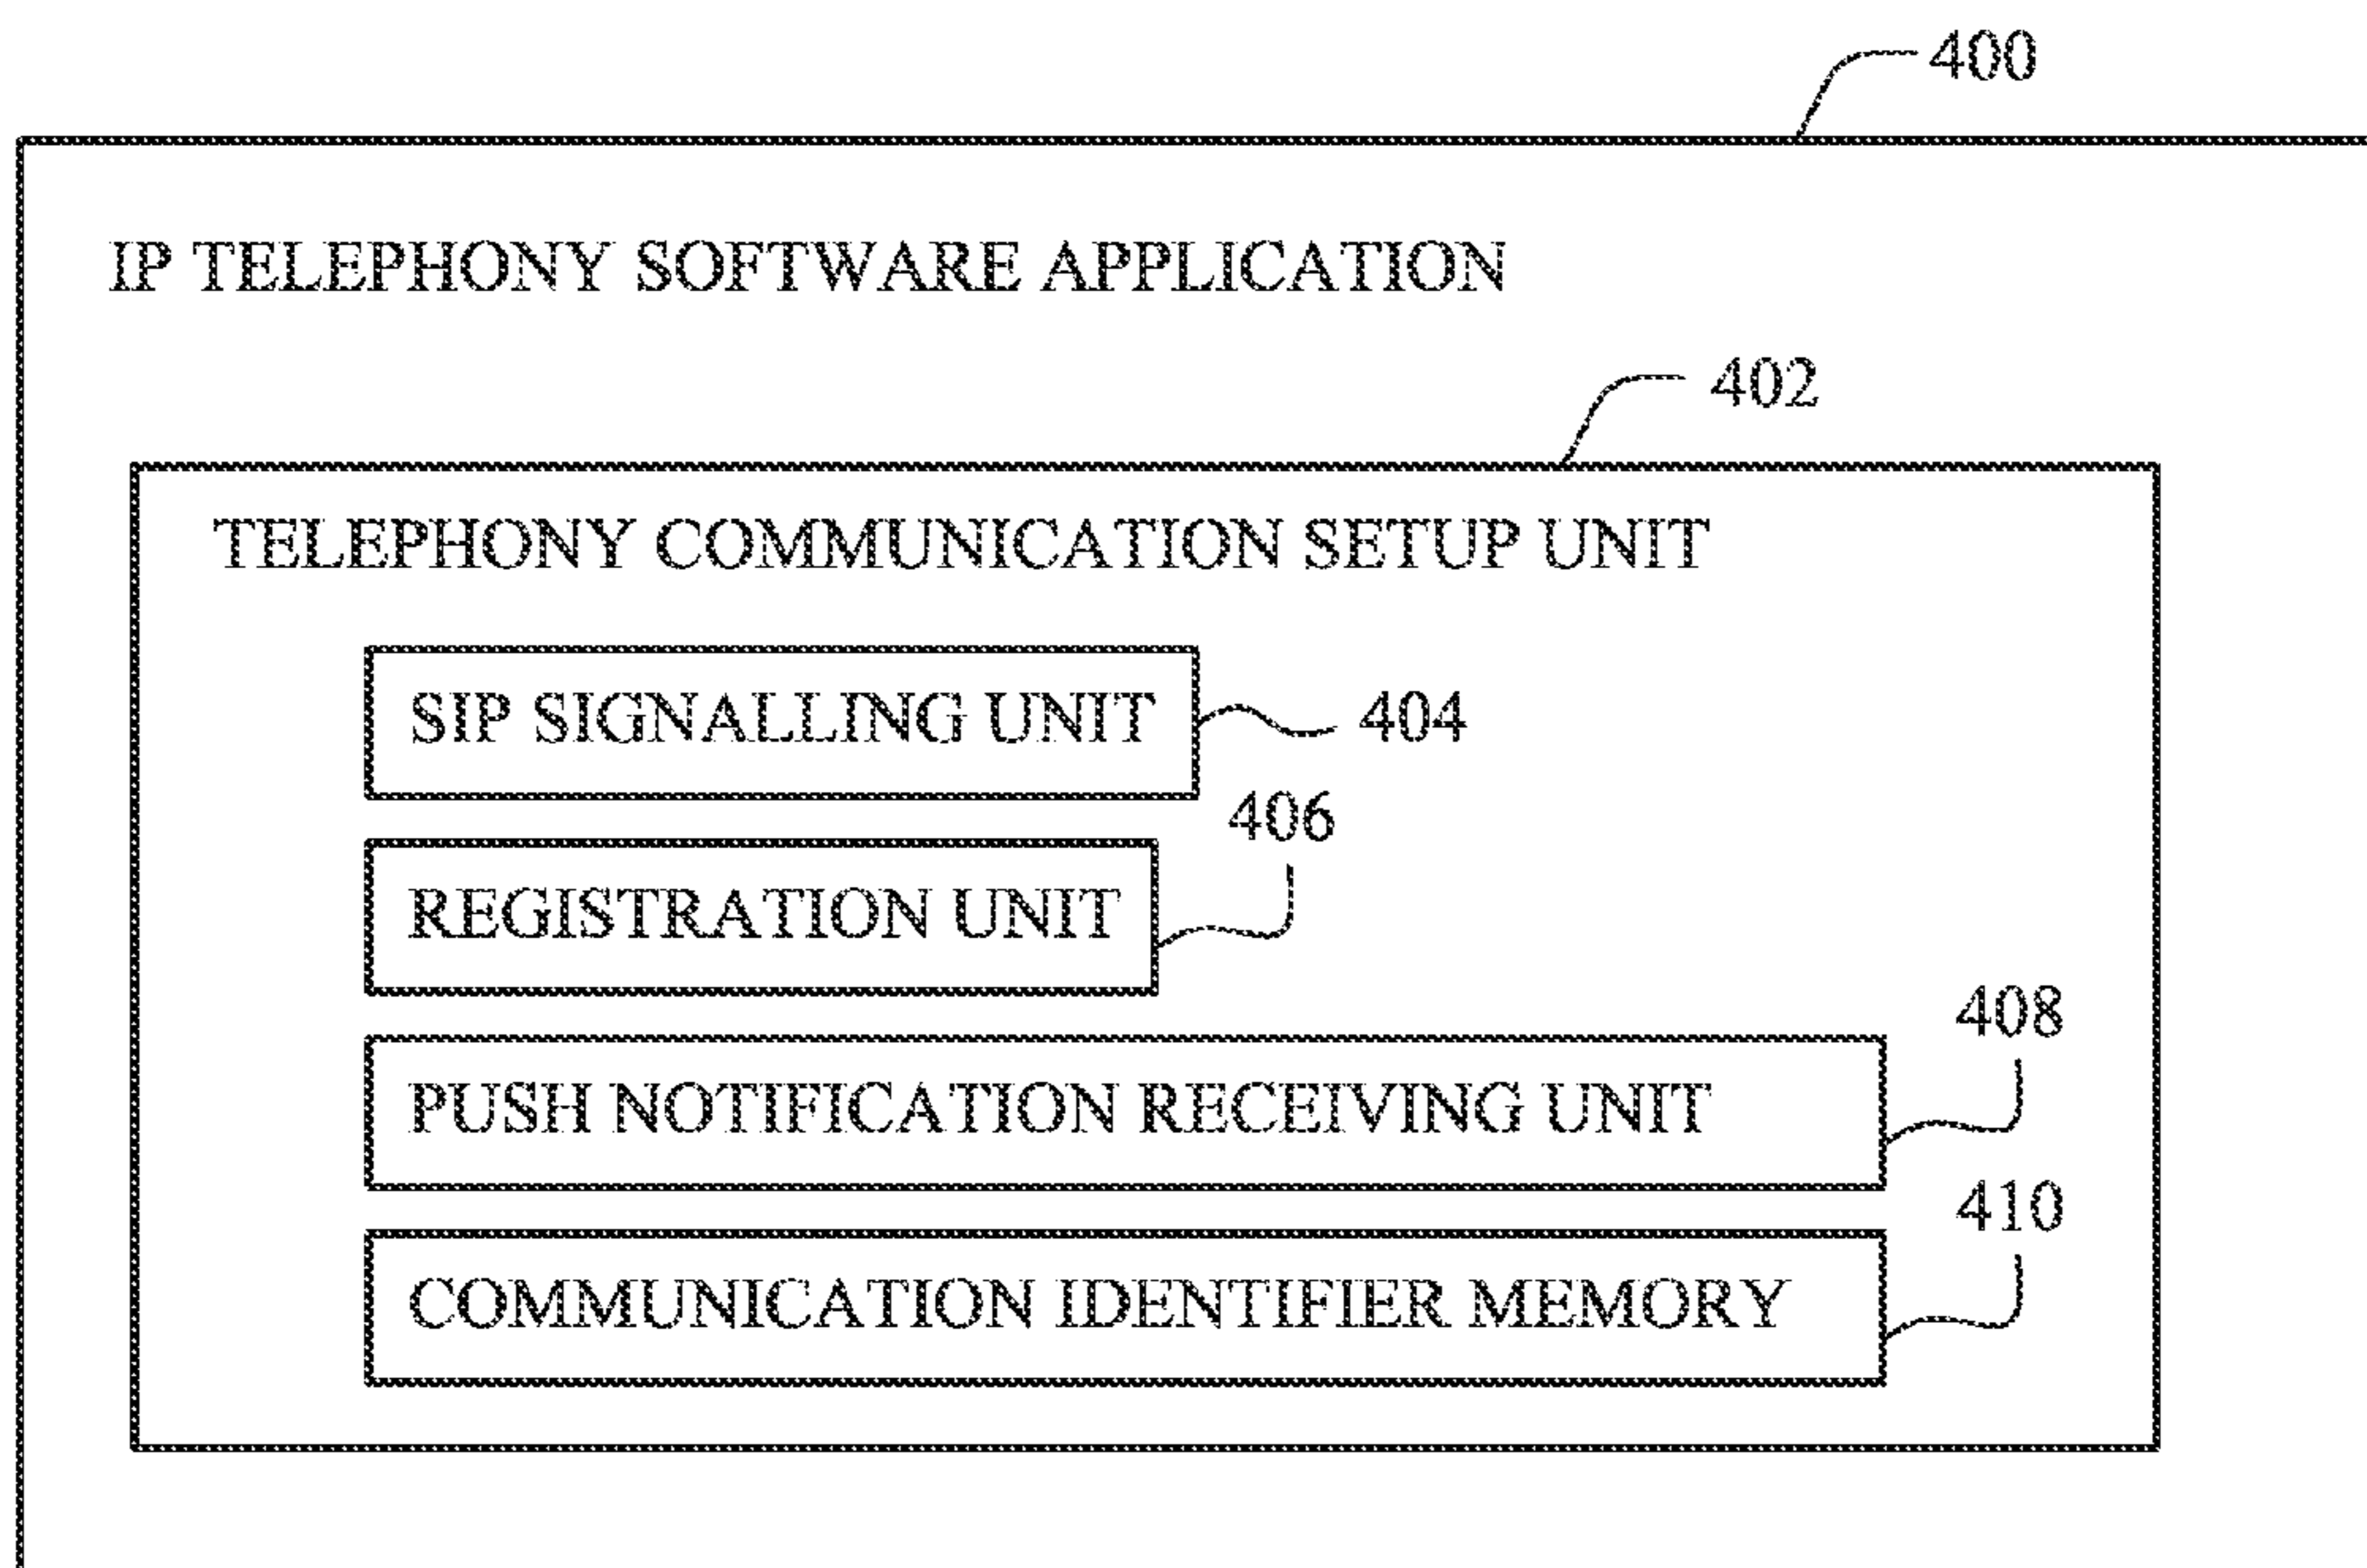 400
IP TELEPHONY SOFTWARE APPLICATION
402
TELEPHONY COMMUNICATION SETUP UNIT
SIP SIGNALLING UNIT 404
406
REGISTRATION UNIT
408
PUSH NOTIFICATION RECEIVING UNIT
410
COMMUNICATION IDENTIFIER MEMORY